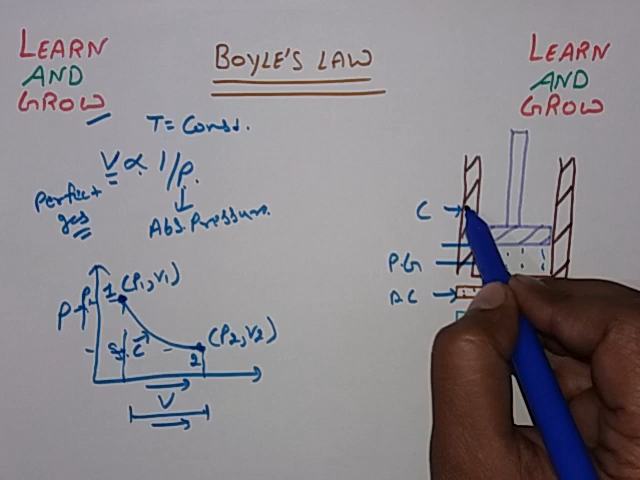 LEARN
AND
GROW
BOYLE'S LAW
LEARN
AND
GROW
T = Const.
V ∝ 1/P.
Perfect
gas
Abs. Pressure.
C
P.G
1 (P1, V1)
P
(P2, V2)
2
C
V